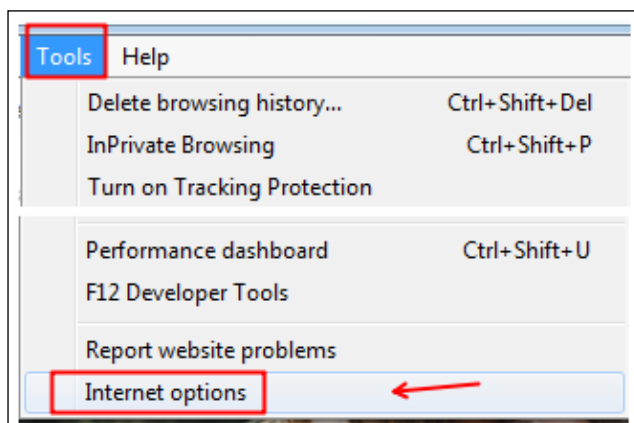 Tools Help
Delete browsing history... Ctrl+Shift+Del
InPrivate Browsing Ctrl+Shift+P
Turn on Tracking Protection
Performance dashboard Ctrl+Shift+U
F12 Developer Tools
Report website problems
Internet options